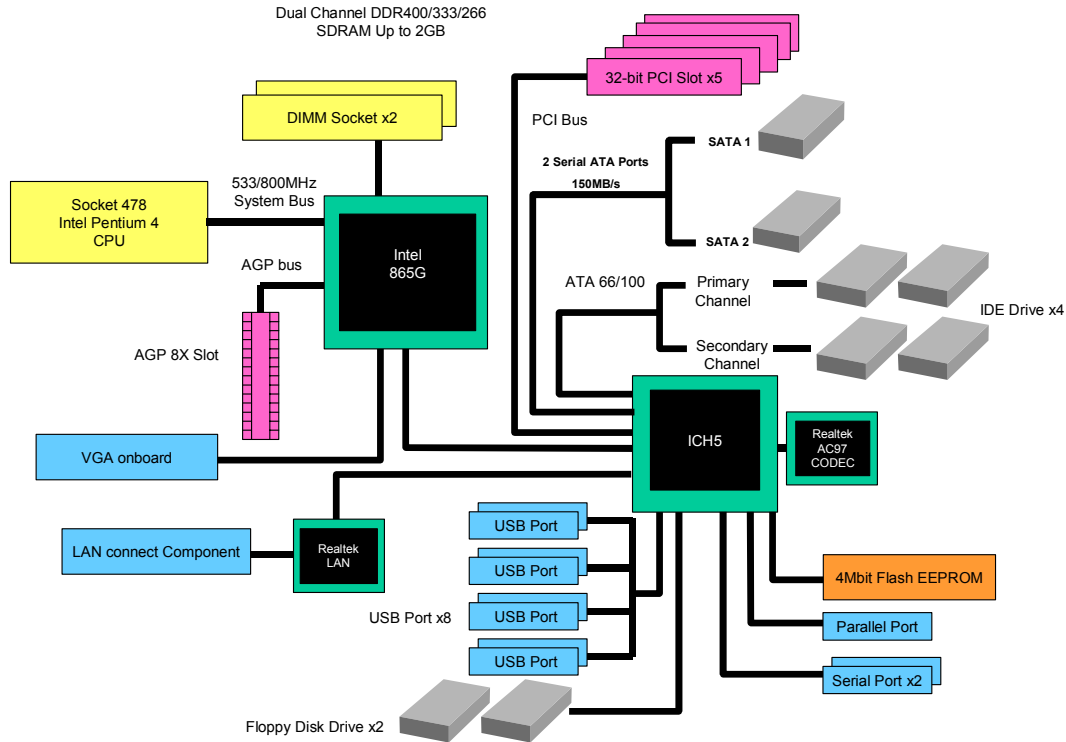 Dual Channel DDR400/333/266
SDRAM Up to 2GB
32-bit PCI Slot x5
DIMM Socket x2
PCI Bus
SATA 1
2 Serial ATA Ports
150MB/s
533/800MHz
System Bus
Socket 478
Intel Pentium 4
CPU
SATA 2
Intel
865G
AGP bus
ATA 66/100
Primary
Channel
IDE Drive x4
AGP 8X Slot
Secondary
Channel
ICH5
Realtek
AC97
CODEC
VGA onboard
USB Port
LAN connect Component
Realtek
LAN
USB Port
4Mbit Flash EEPROM
USB Port x8
USB Port
Parallel Port
USB Port
Serial Port x2
Floppy Disk Drive x2